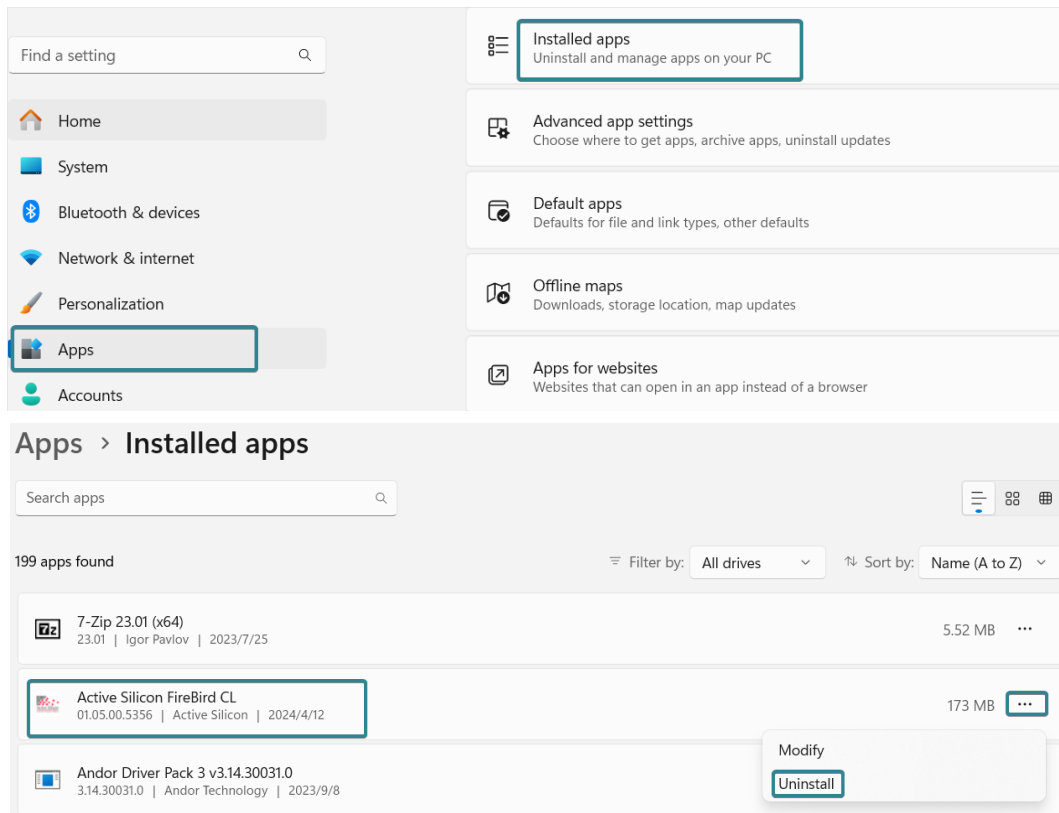 Find a setting
Home
System
Bluetooth & devices
Network & internet
Personalization
Apps
Accounts
Installed apps
Uninstall and manage apps on your PC
Advanced app settings
Choose where to get apps, archive apps, uninstall updates
Default apps
Defaults for file and link types, other defaults
Offline maps
Downloads, storage location, map updates
Apps for websites
Websites that can open in an app instead of a browser
Apps > Installed apps
Search apps
199 apps found
Filter by: All drives
Sort by: Name (A to Z)
7z
7-Zip 23.01 (x64)
23.01 | Igor Pavlov | 2023/7/25
5.52 MB
Active Silicon FireBird CL
01.05.00.5356 | Active Silicon | 2024/4/12
173 MB
Modify
Uninstall
Andor Driver Pack 3 v3.14.30031.0
3.14.30031.0 | Andor Technology | 2023/9/8